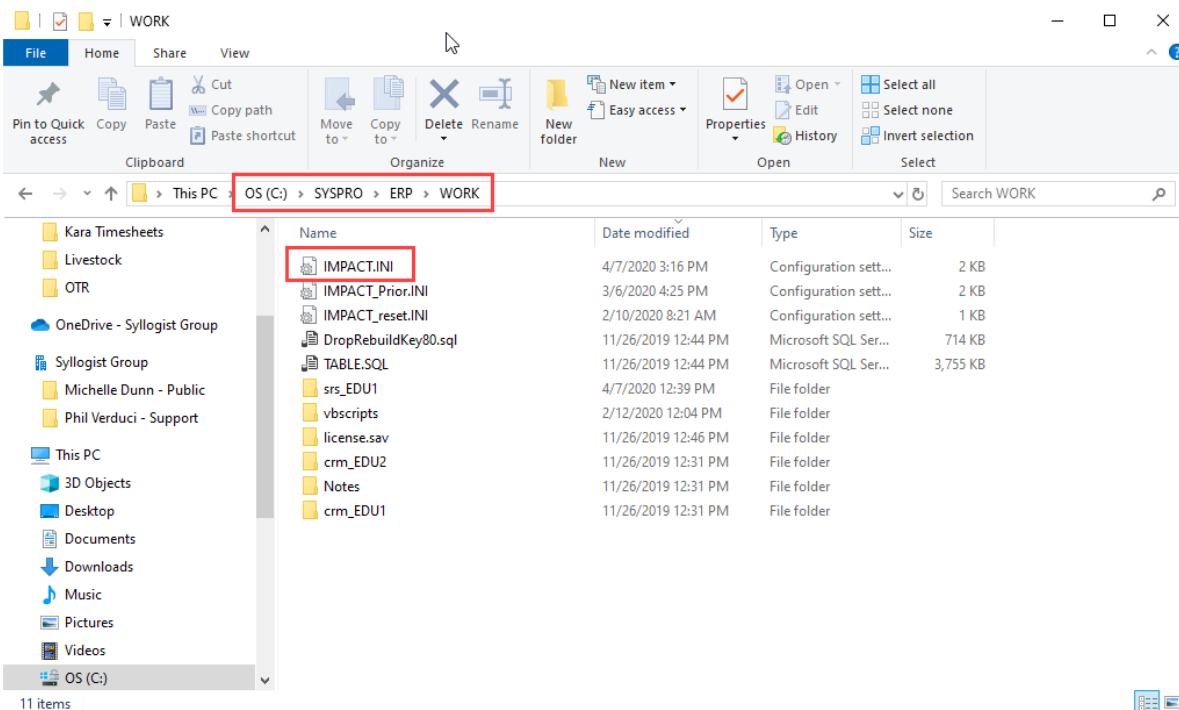 WORK
File Home Share View
Pin to Quick access Copy Paste
Cut
Copy path
Paste shortcut
Move to Copy to Delete Rename
New folder
New item
Easy access
Properties
Open
Edit
History
Select all
Select none
Invert selection
Clipboard Organize New Open Select
This PC > OS (C:) > SYSPRO > ERP > WORK
Search WORK
Kara Timesheets
Livestock
OTR
OneDrive - Syllogist Group
Syllogist Group
Michelle Dunn - Public
Phil Verduci - Support
This PC
3D Objects
Desktop
Documents
Downloads
Music
Pictures
Videos
OS (C:)
Name Date modified Type Size
IMPACT.INI 4/7/2020 3:16 PM Configuration sett... 2 KB
IMPACT_Prior.INI 3/6/2020 4:25 PM Configuration sett... 2 KB
IMPACT_reset.INI 2/10/2020 8:21 AM Configuration sett... 1 KB
DropRebuildKey80.sql 11/26/2019 12:44 PM Microsoft SQL Ser... 714 KB
TABLE.SQL 11/26/2019 12:44 PM Microsoft SQL Ser... 3,755 KB
srs_EDU1 4/7/2020 12:39 PM File folder
vbscripts 2/12/2020 12:04 PM File folder
license.sav 11/26/2019 12:46 PM File folder
crm_EDU2 11/26/2019 12:31 PM File folder
Notes 11/26/2019 12:31 PM File folder
crm_EDU1 11/26/2019 12:31 PM File folder
11 items